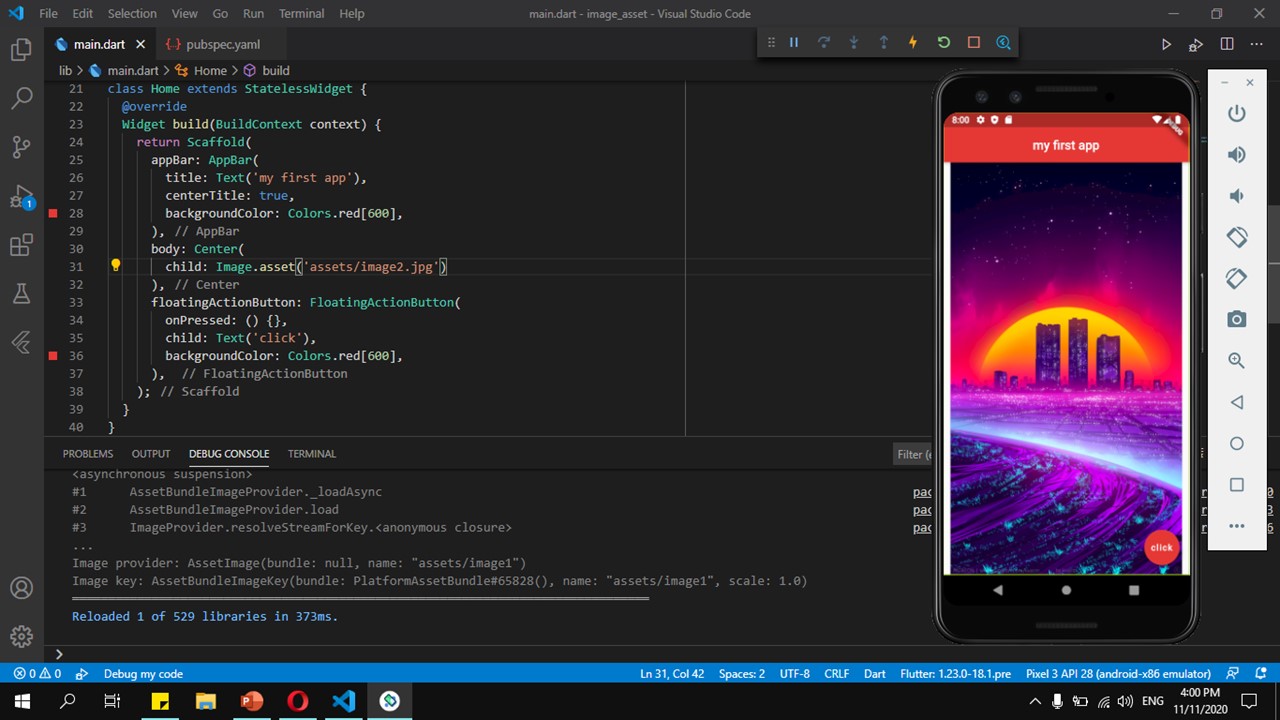 File Edit Selection View Go Run Terminal Help
main.dart - image_asset - Visual Studio Code
main.dart
pubspec.yaml
lib > main.dart > Home > build
21 class Home extends StatelessWidget {
22 @override
23 Widget build(BuildContext context) {
24 return Scaffold(
25 appBar: AppBar(
26 title: Text('my first app'),
27 centerTitle: true,
28 backgroundColor: Colors.red[600],
29 ), // AppBar
30 body: Center(
31 child: Image.asset('assets/image2.jpg')
32 ), // Center
33 floatingActionButton: FloatingActionButton(
34 onPressed: () {},
35 child: Text('click'),
36 backgroundColor: Colors.red[600],
37 ), // FloatingActionButton
38 ); // Scaffold
39 }
40 }
8:00
my first app
click
1
PROBLEMS OUTPUT DEBUG CONSOLE TERMINAL
Filter (e
<asynchronous suspension>
#1 AssetBundleImageProvider._loadAsync pac
#2 AssetBundleImageProvider.load pac
#3 ImageProvider.resolveStreamForKey.<anonymous closure> pac
...
Image provider: AssetImage(bundle: null, name: "assets/image1")
Image key: AssetBundleImageKey(bundle: PlatformAssetBundle#65828(), name: "assets/image1", scale: 1.0)
Reloaded 1 of 529 libraries in 373ms.
>
0 0 Debug my code Ln 31, Col 42 Spaces: 2 UTF-8 CRLF Dart Flutter: 1.23.0-18.1.pre Pixel 3 API 28 (android-x86 emulator)
ENG
4:00 PM
11/11/2020